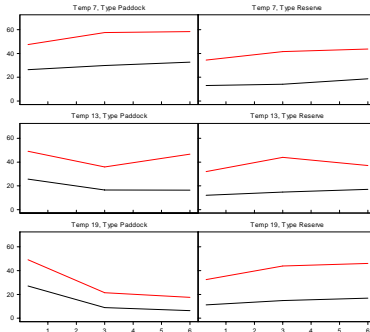 Temp 7, Type Paddock
Temp 7, Type Reserve
60
40
20
0
Temp 13, Type Paddock
Temp 13, Type Reserve
60
40
20
0
Temp 19, Type Paddock
Temp 19, Type Reserve
60
40
20
0
1 2 3 4 5 6 1 2 3 4 5 6